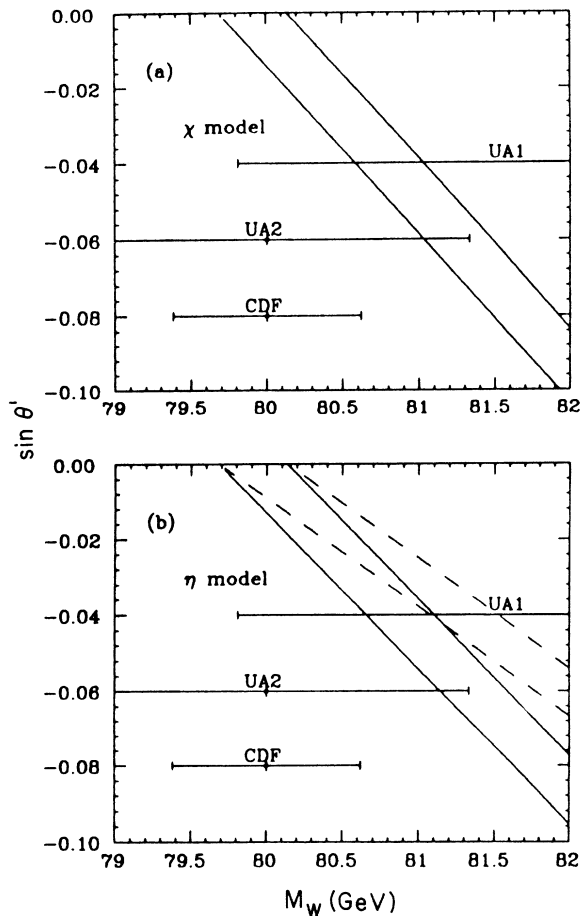 0.00
(a)
-0.02
χ model
-0.04
UA1
UA2
-0.06
CDF
-0.08
-0.10
79 79.5 80 80.5 81 81.5 82
sin θ'
0.00
(b)
-0.02
η model
-0.04
UA1
UA2
-0.06
CDF
-0.08
-0.10
79 79.5 80 80.5 81 81.5 82
M_W (GeV)